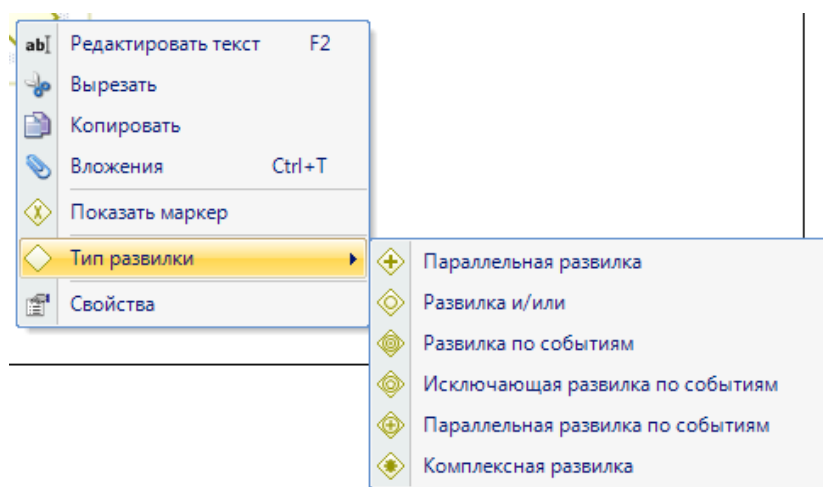 ab Редактировать текст F2
Вырезать
Копировать
Вложения Ctrl+T
Показать маркер
Тип развилки
Свойства
Параллельная развилка
Развилка и/или
Развилка по событиям
Исключающая развилка по событиям
Параллельная развилка по событиям
Комплексная развилка